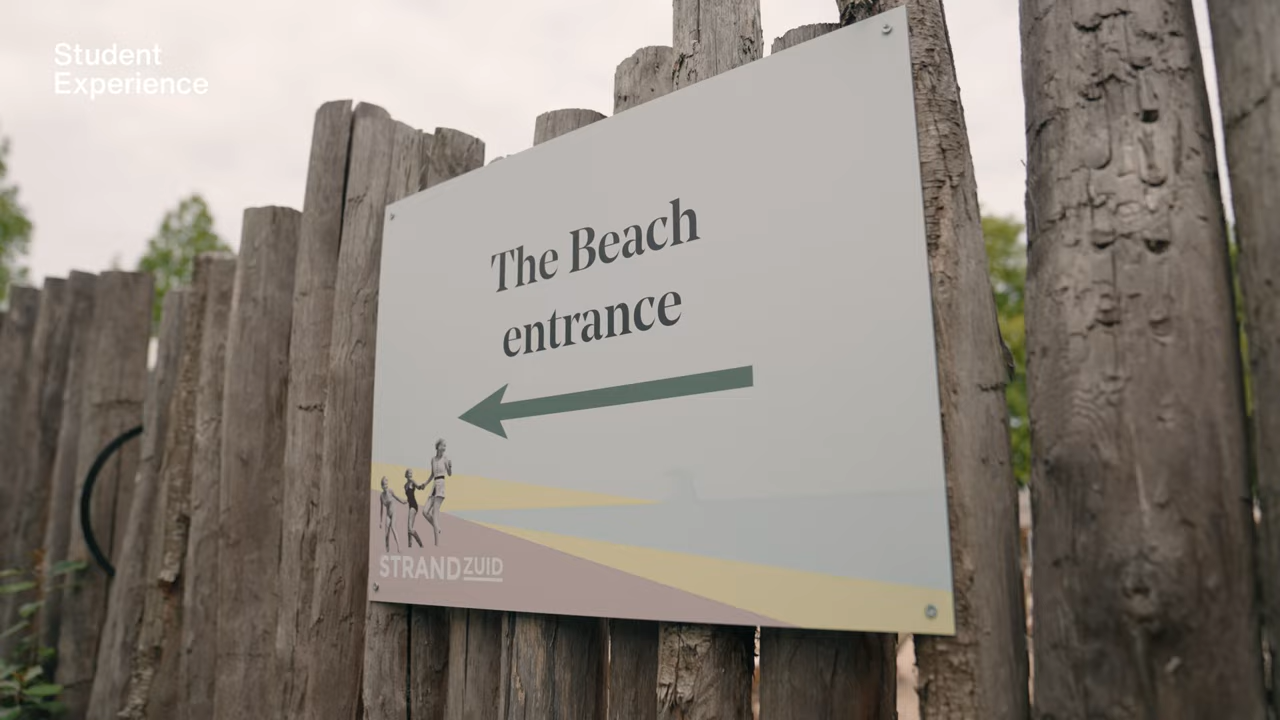 Student
Experience
The Beach
entrance
STRANDZUID